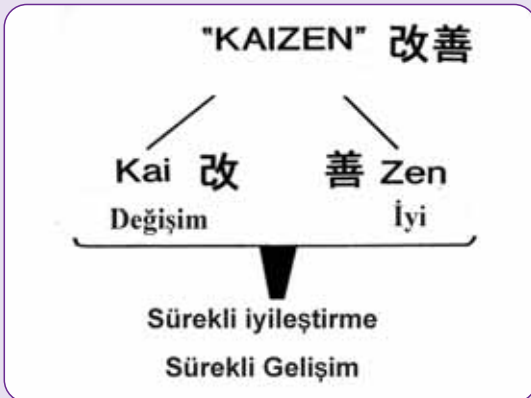 "KAIZEN" 改善
Kai 改 善 Zen
Değişim İyi
Sürekli iyileştirme
Sürekli Gelişim